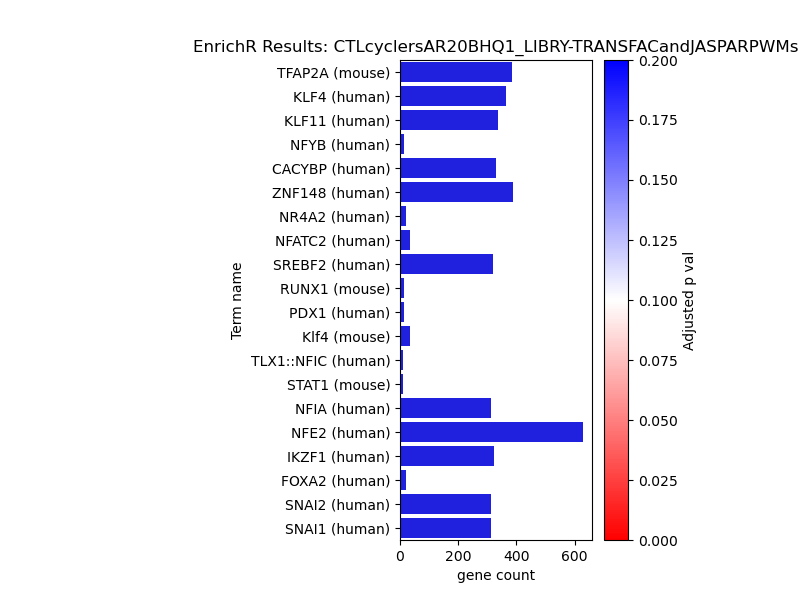 EnrichR Results: CTLcyclersAR20BHQ1_LIBRY-TRANSFACandJASPARPWMs
TFAP2A (mouse)
KLF4 (human)
KLF11 (human)
NFYB (human)
CACYBP (human)
ZNF148 (human)
NR4A2 (human)
NFATC2 (human)
SREBF2 (human)
RUNX1 (mouse)
PDX1 (human)
Klf4 (mouse)
TLX1::NFIC (human)
STAT1 (mouse)
NFIA (human)
NFE2 (human)
IKZF1 (human)
FOXA2 (human)
SNAI2 (human)
SNAI1 (human)
Term name
0 200 400 600
gene count
0.200
0.175
0.150
0.125
0.100
0.075
0.050
0.025
0.000
Adjusted p val